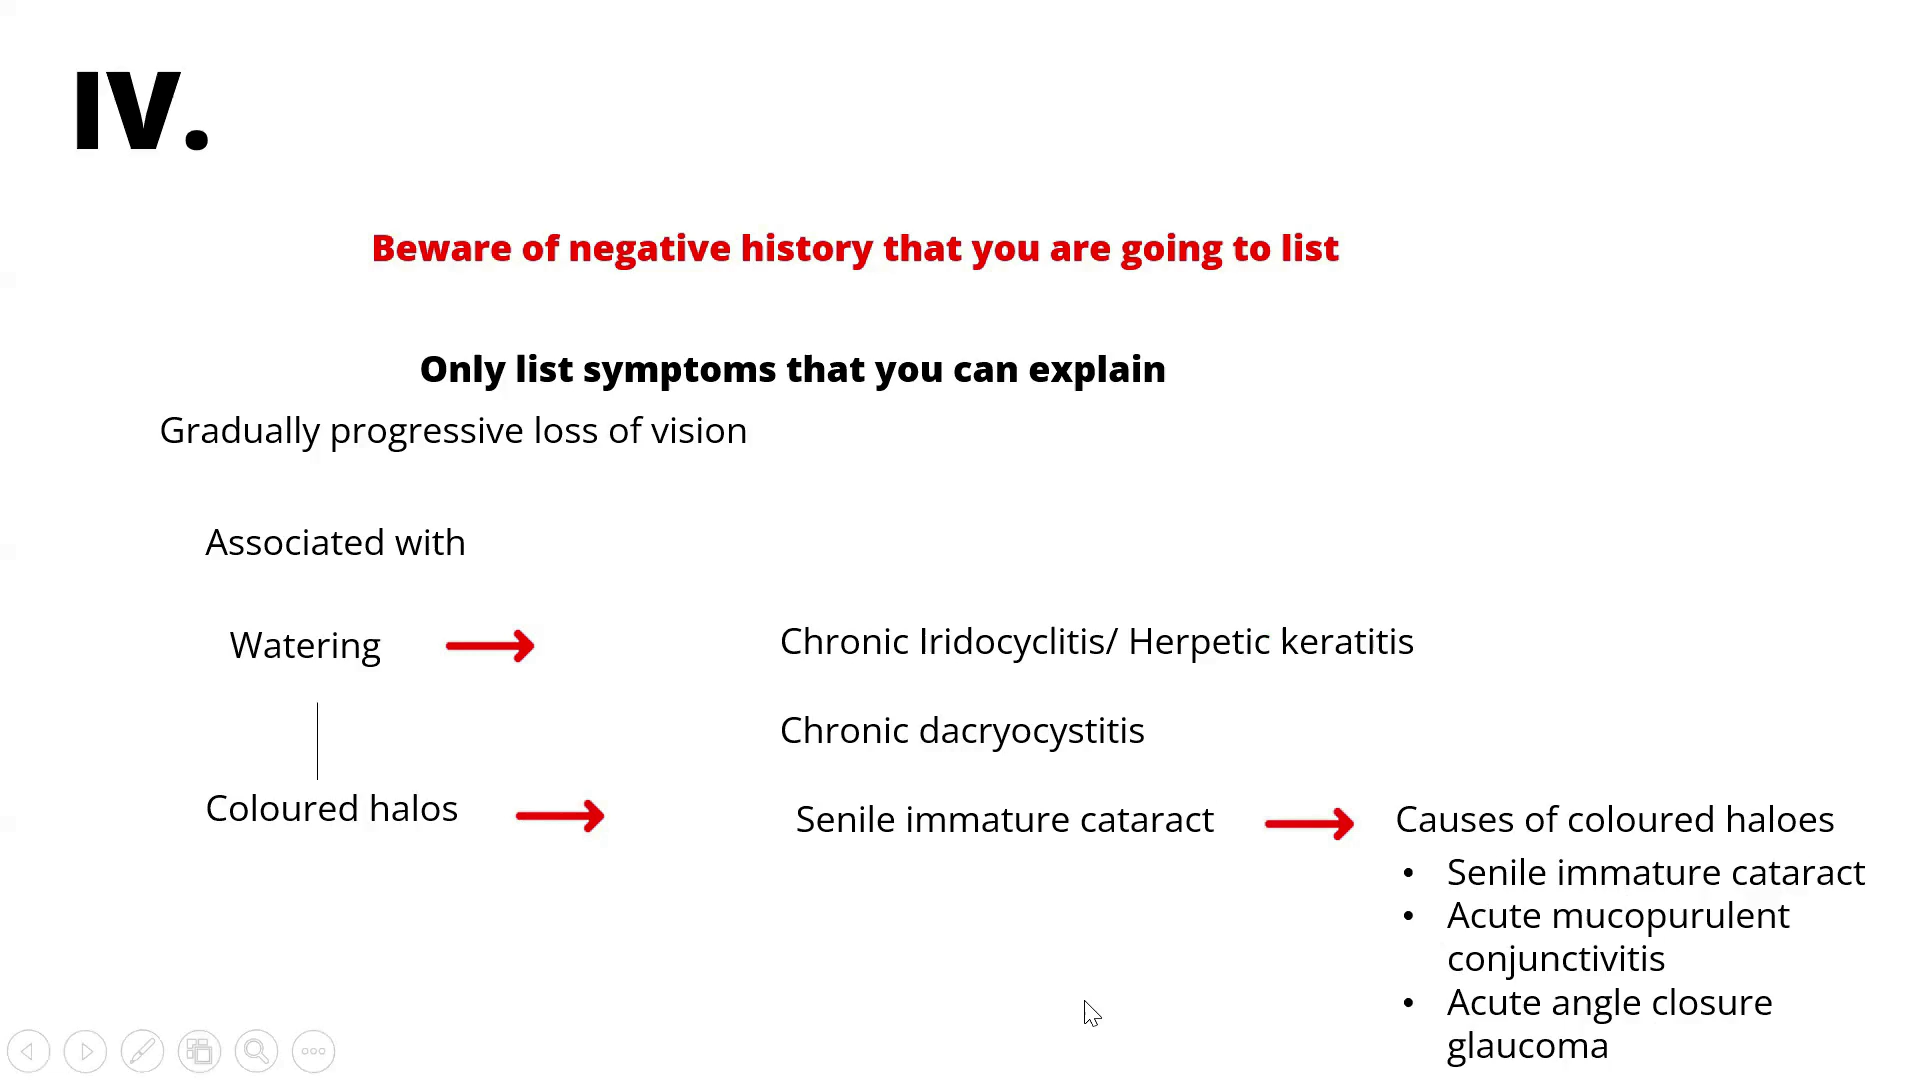 IV.
Beware of negative history that you are going to list
Only list symptoms that you can explain
Gradually progressive loss of vision
Associated with
Watering
Chronic Iridocyclitis/ Herpetic keratitis
Chronic dacryocystitis
Coloured halos
Senile immature cataract
Causes of coloured haloes
• Senile immature cataract
• Acute mucopurulent
conjunctivitis
• Acute angle closure
glaucoma